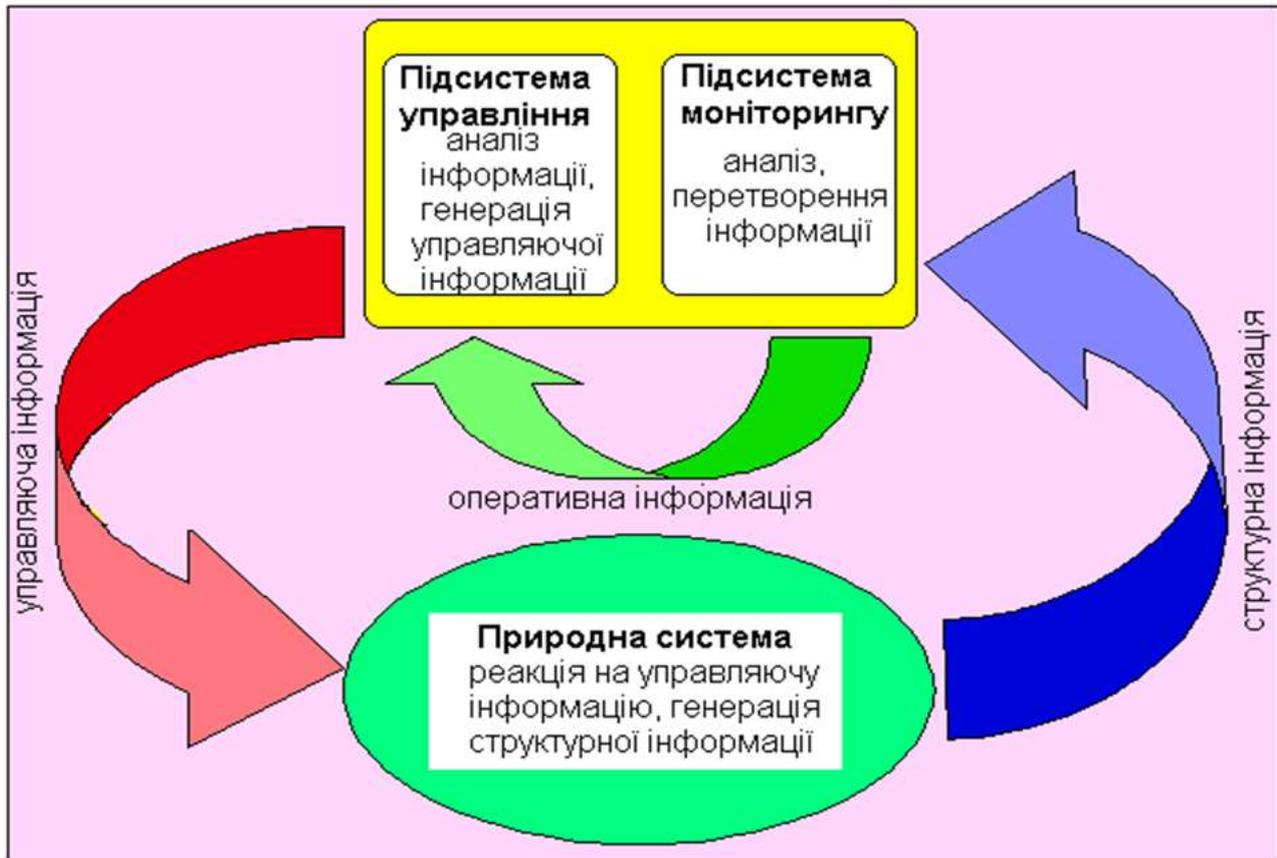 Підсистема
управління
аналіз
інформації,
генерація
управляючої
інформації
Підсистема
моніторингу
аналіз,
перетворення
інформації
управляюча інформація
структурна інформація
оперативна інформація
Природна система
реакція на управляючу
інформацію, генерація
структурної інформації